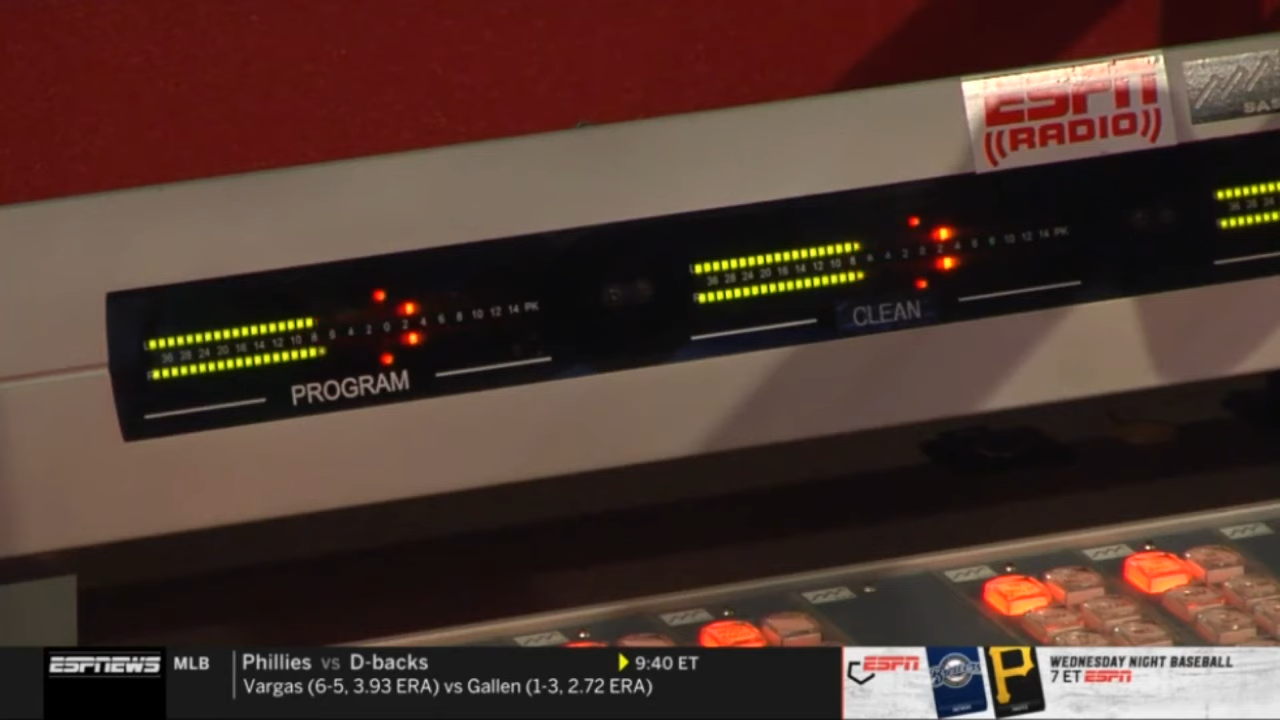 ESPN
((RADIO))
SA
36 28 24 20 16 14 12 10 8 6 4 2 0 2 4 6 8 10 12 14 PK
CLEAN
L
36 28 24 20 16 14 12 10 8 6 4 2 0 2 4 6 8 10 12 14 PK
R
PROGRAM
ESPNEWS MLB Phillies vs D-backs 9:40 ET
Vargas (6-5, 3.93 ERA) vs Gallen (1-3, 2.72 ERA)
ESPN P WEDNESDAY NIGHT BASEBALL
7 ET ESPN